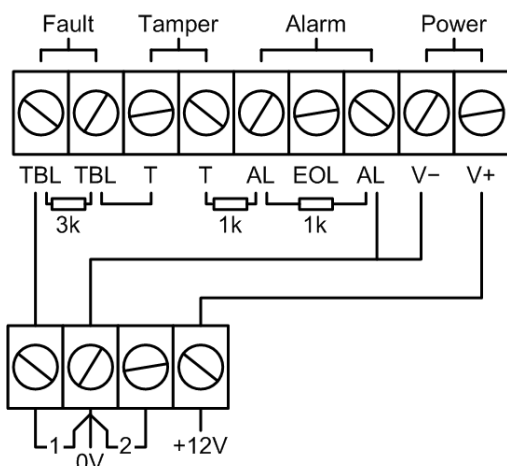 Fault Tamper Alarm Power
TBL TBL T T AL EOL AL V− V+
3k 1k 1k
1 2 +12V
0V